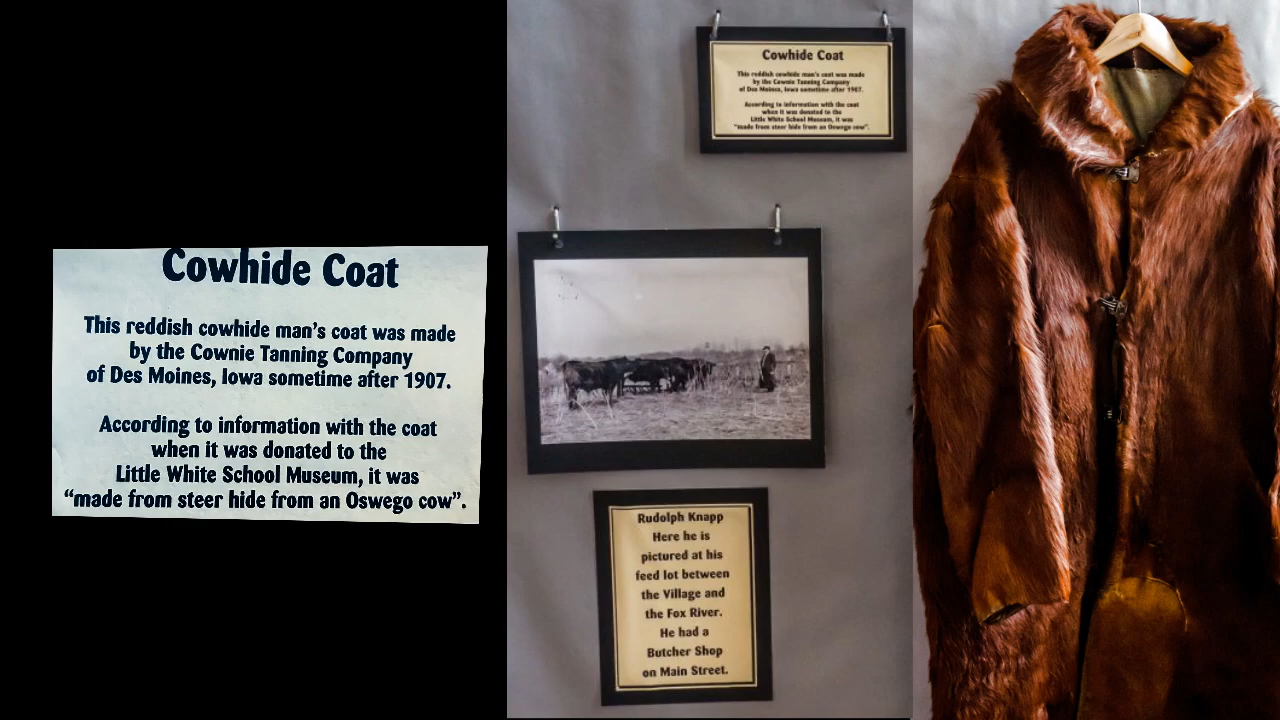 Cowhide Coat
This reddish cowhide man's coat was made
by the Cownie Tanning Company
of Des Moines, Iowa sometime after 1907.
According to information with the coat
when it was donated to the
Little White School Museum, it was
“made from steer hide from an Oswego cow”.
Cowhide Coat
This reddish cowhide man's coat was made
by the Cownie Tanning Company
of Des Moines, Iowa sometime after 1907.
According to information with the coat
when it was donated to the
Little White School Museum, it was
“made from steer hide from an Oswego cow”.
Rudolph Knapp
Here he is
pictured at his
feed lot between
the Village and
the Fox River.
He had a
Butcher Shop
on Main Street.